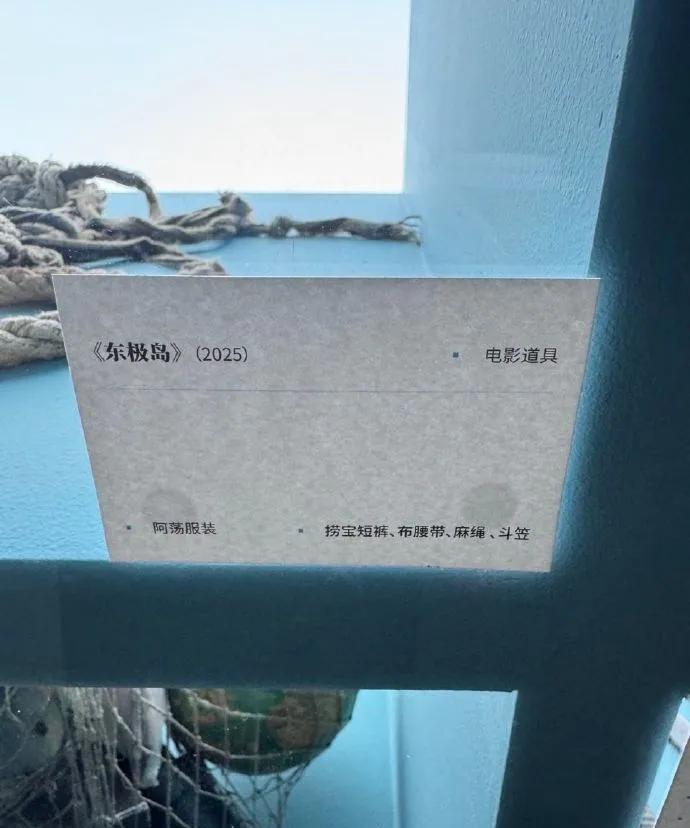 《东极岛》（2025） ▪ 电影道具
▪ 阿荡服装 ▪ 捞宝短裤、布腰带、麻绳、斗笠